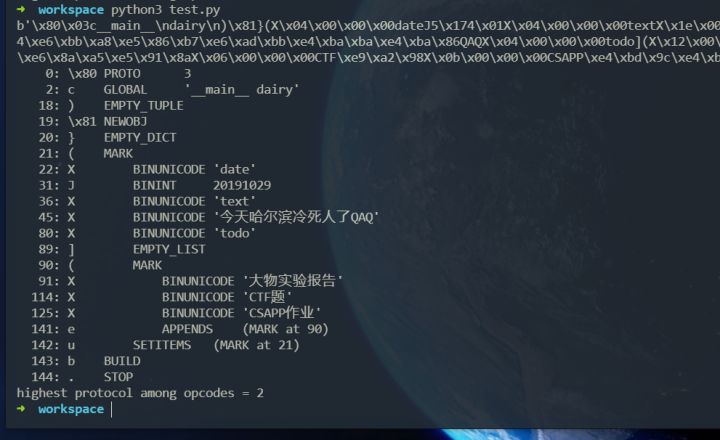 ➜ workspace python3 test.py
b'\x80\x03c__main__\ndairy\n)\x81}(X\x04\x00\x00\x00dateJ5\x174\x01X\x04\x00\x00\x00textX\x1e\x00
4\xe6\xbb\xa8\xe5\x86\xb7\xe6\xad\xbb\xe4\xba\xba\xe4\xba\x86QAQX\x04\x00\x00\x00todo](X\x12\x00\
\xe6\x8a\xa5\xe5\x91\x8aX\x06\x00\x00\x00CTF\xe9\xa2\x98X\x0b\x00\x00\x00CSAPP\xe4\xbd\x9c\xe4\xb
0: \x80 PROTO 3
2: c GLOBAL '__main__ dairy'
18: ) EMPTY_TUPLE
19: \x81 NEWOBJ
20: } EMPTY_DICT
21: ( MARK
22: X BINUNICODE 'date'
31: J BININT 20191029
36: X BINUNICODE 'text'
45: X BINUNICODE '今天哈尔滨冷死人了QAQ'
80: X BINUNICODE 'todo'
89: ] EMPTY_LIST
90: ( MARK
91: X BINUNICODE '大物实验报告'
114: X BINUNICODE 'CTF题'
125: X BINUNICODE 'CSAPP作业'
141: e APPENDS (MARK at 90)
142: u SETITEMS (MARK at 21)
143: b BUILD
144: . STOP
highest protocol among opcodes = 2
➜ workspace